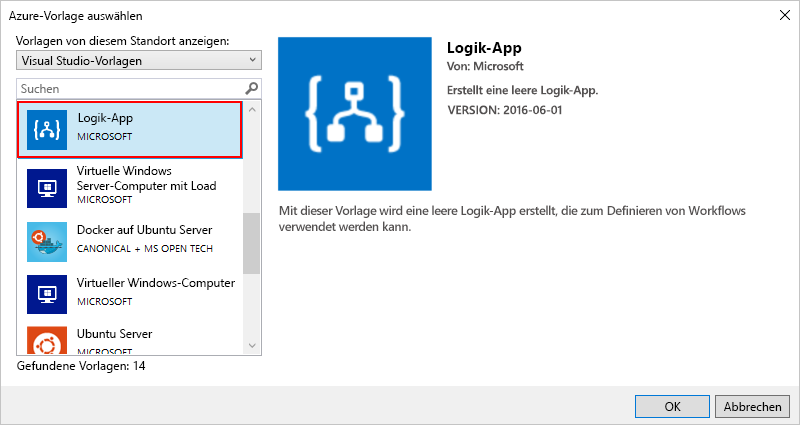 Azure-Vorlage auswählen
Vorlagen von diesem Standort anzeigen:
Visual Studio-Vorlagen
Suchen
Logik-App
MICROSOFT
Virtuelle Windows
Server-Computer mit Load
MICROSOFT
Docker auf Ubuntu Server
CANONICAL + MS OPEN TECH
Virtueller Windows-Computer
MICROSOFT
Ubuntu Server
MICROSOFT
Gefundene Vorlagen: 14
Logik-App
Von: Microsoft
Erstellt eine leere Logik-App.
VERSION: 2016-06-01
Mit dieser Vorlage wird eine leere Logik-App erstellt, die zum Definieren von Workflows
verwendet werden kann.
OK
Abbrechen